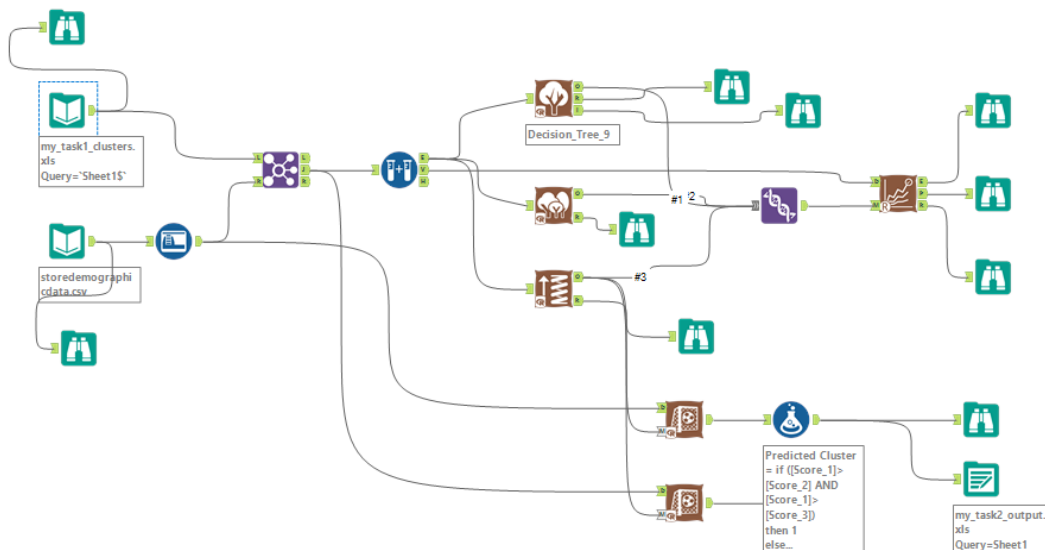 my_task1_clusters.
xls
Query=`Sheet1$`
storedemographi
cdata.csv
L
R
L
J
R
E
V
H
O
R
I
Decision_Tree_9
O
R
#1
#2
O
R
#3
D
M
R
E
P
R
D
M
Predicted Cluster
= if ([Score_1]>
[Score_2] AND
[Score_1]>
[Score_3])
then 1
else...
D
M
my_task2_output.
xls
Query=Sheet1